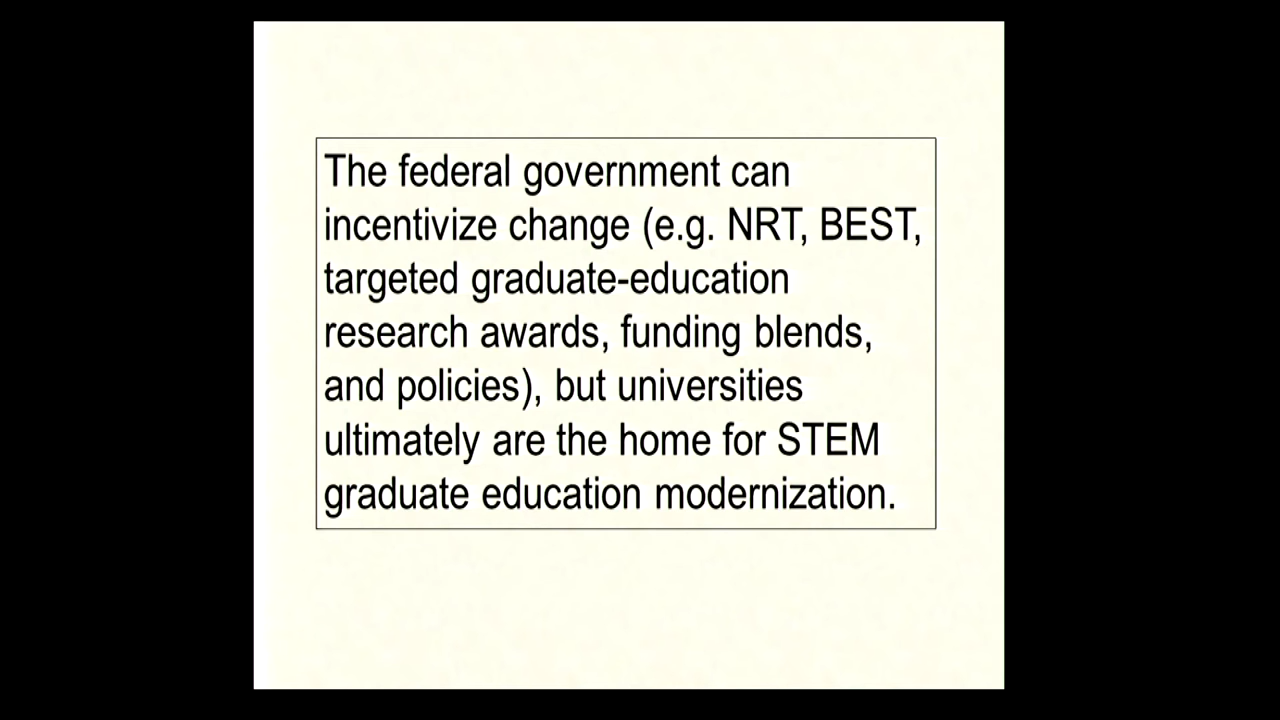 The federal government can
incentivize change (e.g. NRT, BEST,
targeted graduate-education
research awards, funding blends,
and policies), but universities
ultimately are the home for STEM
graduate education modernization.